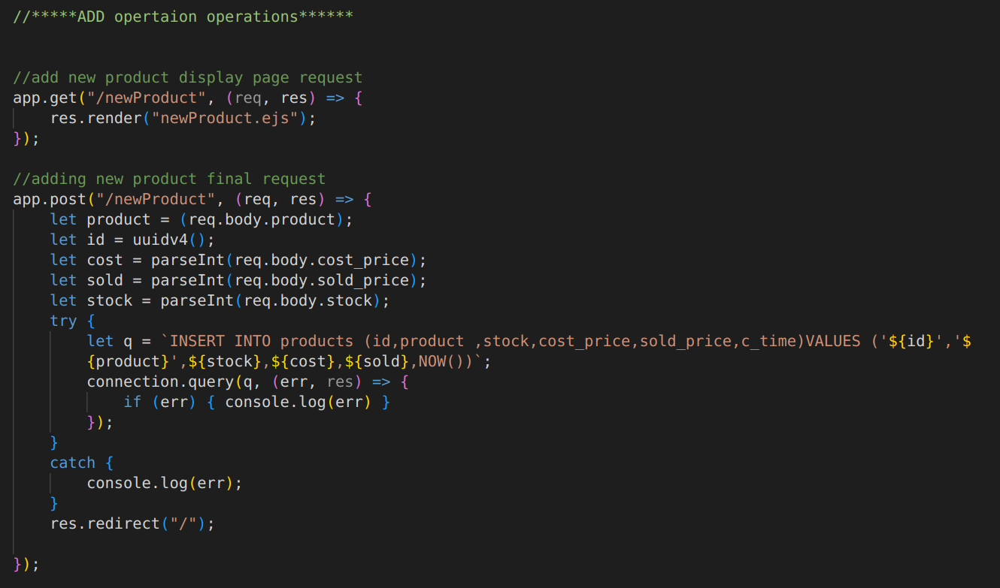 //*****ADD opertaion operations******
//add new product display page request
app.get("/newProduct", (req, res) => {
    res.render("newProduct.ejs");
});
//adding new product final request
app.post("/newProduct", (req, res) => {
    let product = (req.body.product);
    let id = uuidv4();
    let cost = parseInt(req.body.cost_price);
    let sold = parseInt(req.body.sold_price);
    let stock = parseInt(req.body.stock);
    try {
        let q = `INSERT INTO products (id,product ,stock,cost_price,sold_price,c_time)VALUES ('${id}','$
        {product}',${stock},${cost},${sold},NOW())`;
        connection.query(q, (err, res) => {
            if (err) { console.log(err) }
        });
    }
    catch {
        console.log(err);
    }
    res.redirect("/");
});